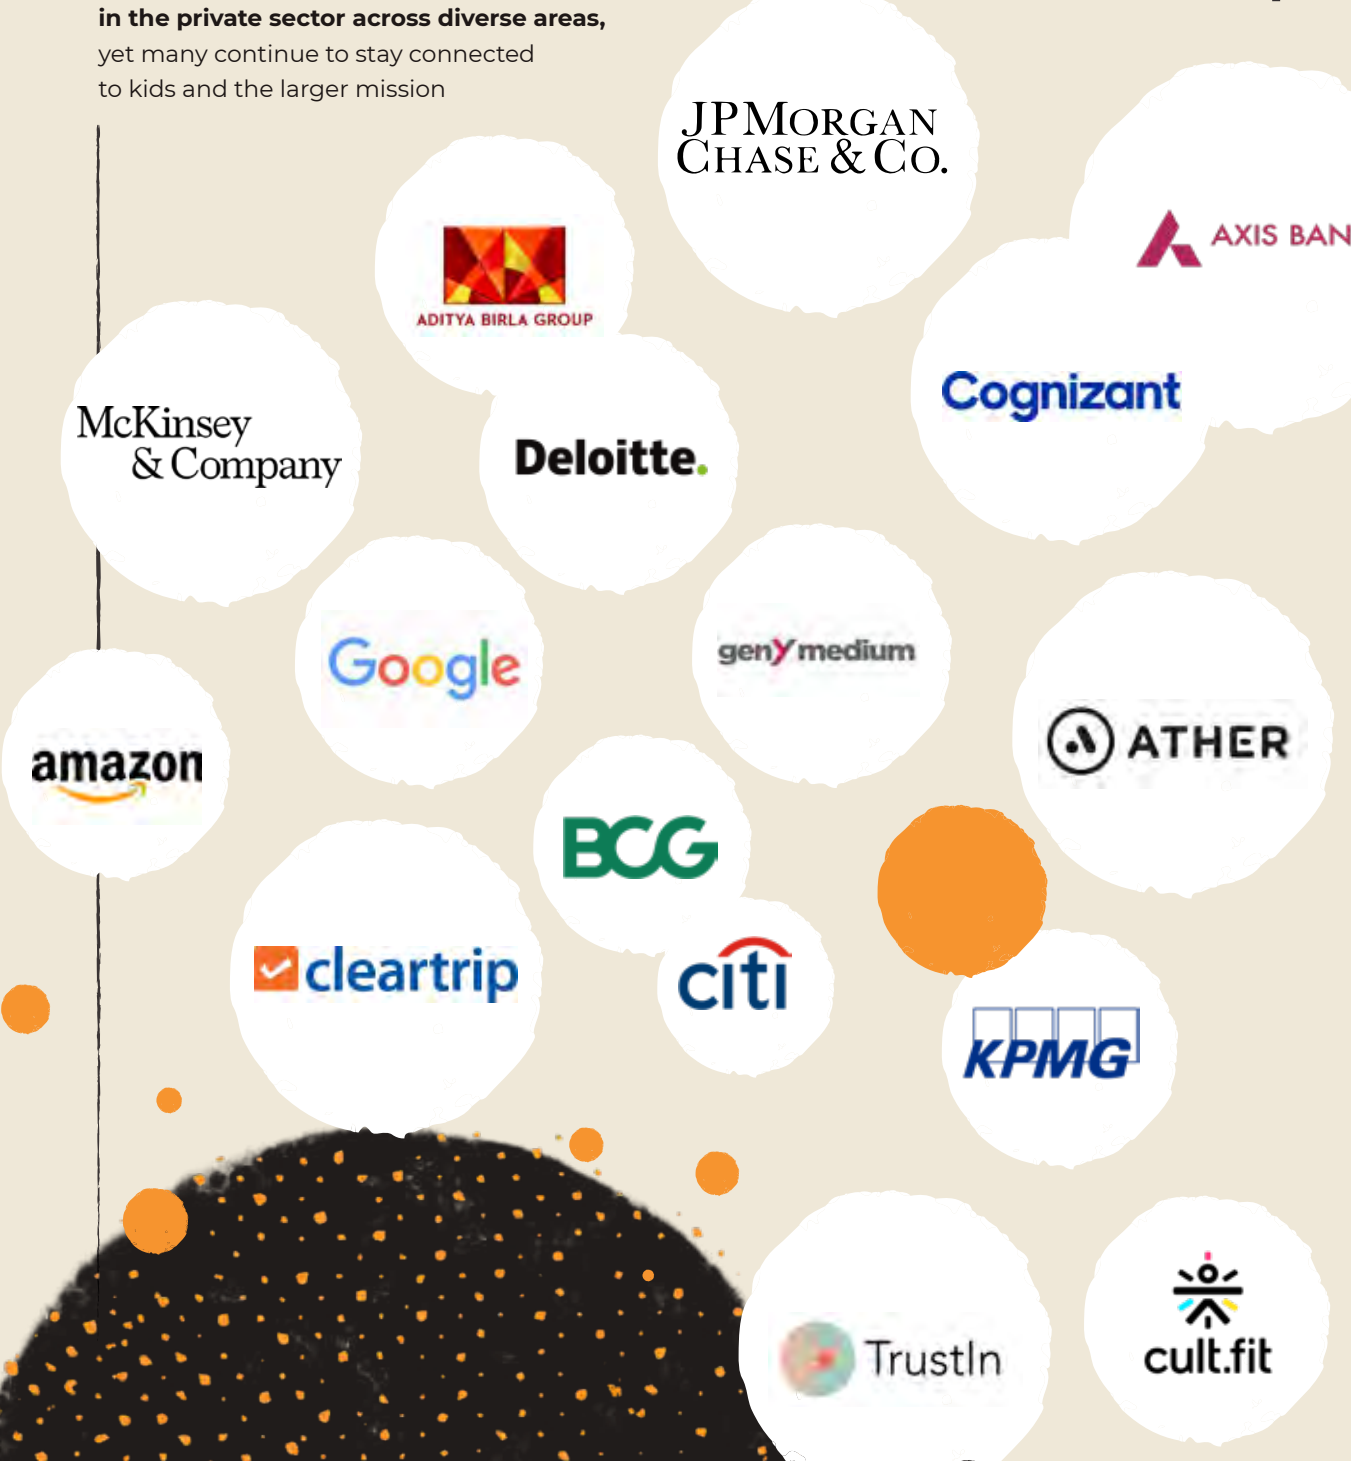 in the private sector across diverse areas,
yet many continue to stay connected
to kids and the larger mission
JPMORGAN
CHASE & CO.
AXIS BAN
ADITYA BIRLA GROUP
Cognizant
McKinsey
& Company
Deloitte.
Google
genYmedium
ATHER
amazon
BCG
cleartrip
citi
KPMG
TrustIn
cult.fit